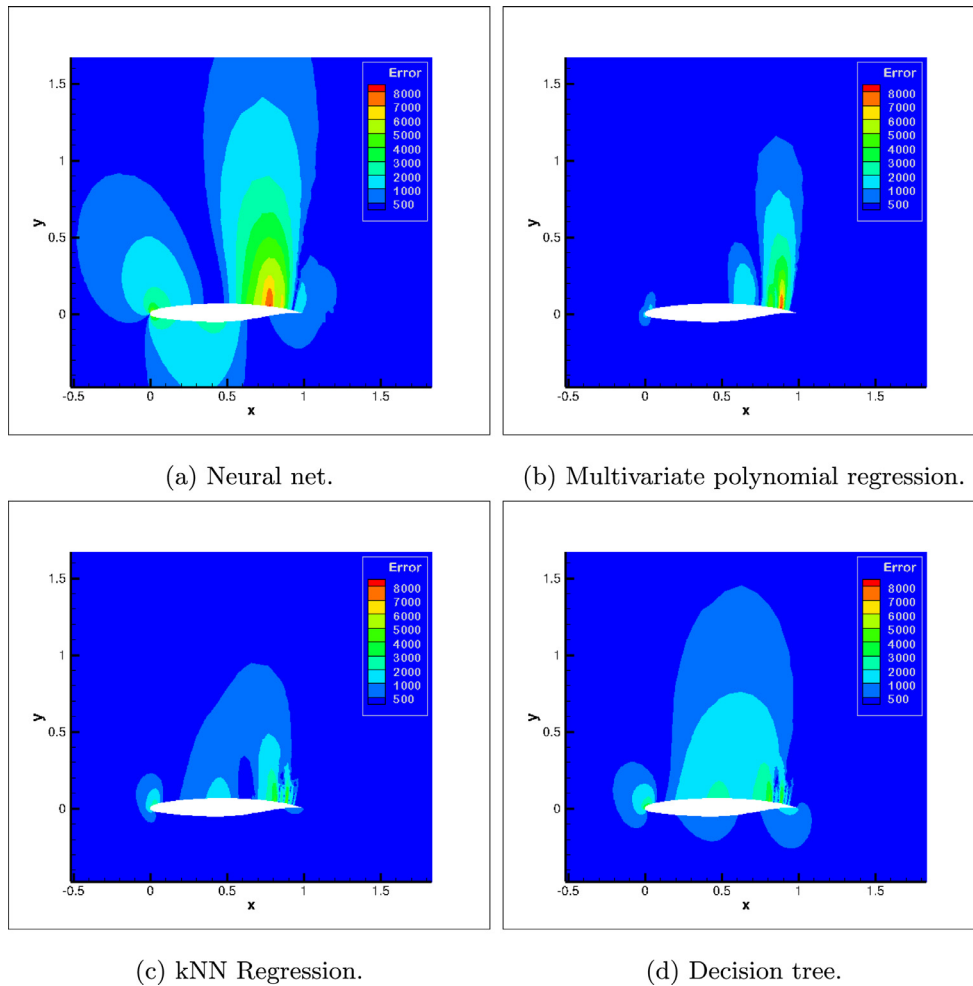 Error
8000
7000
6000
5000
4000
3000
2000
1000
500
1.5
1
0.5
0
y
-0.5 0 0.5 1 1.5
x
(a) Neural net.
Error
8000
7000
6000
5000
4000
3000
2000
1000
500
1.5
1
0.5
0
y
-0.5 0 0.5 1 1.5
x
(b) Multivariate polynomial regression.
Error
8000
7000
6000
5000
4000
3000
2000
1000
500
1.5
1
0.5
0
y
-0.5 0 0.5 1 1.5
x
(c) kNN Regression.
Error
8000
7000
6000
5000
4000
3000
2000
1000
500
1.5
1
0.5
0
y
-0.5 0 0.5 1 1.5
x
(d) Decision tree.